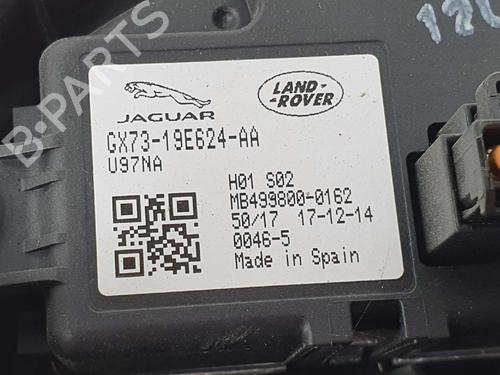 JAGUAR
LAND-
-ROVER
GX73-19E624-AA
U97NA
H01 S02
MB499800-0162
50/17 17-12-14
0046-5
Made in Spain
B-PARTS